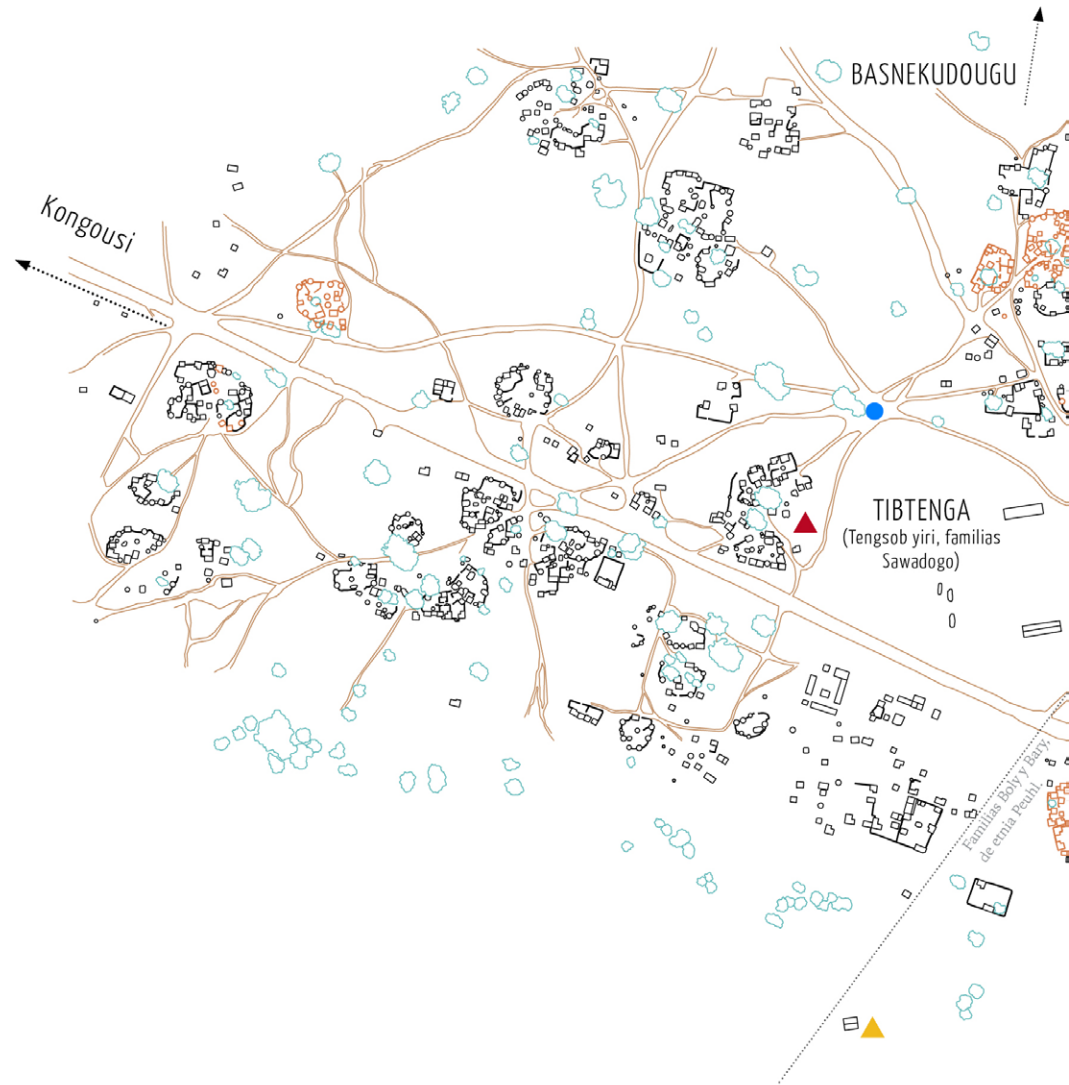 BASNEKUDOUGU
Kongousi
TIBTENGA
(Tengsob yiri, familias
Sawadogo)
Familias Boly y Bary,
de etnia Peuhl.